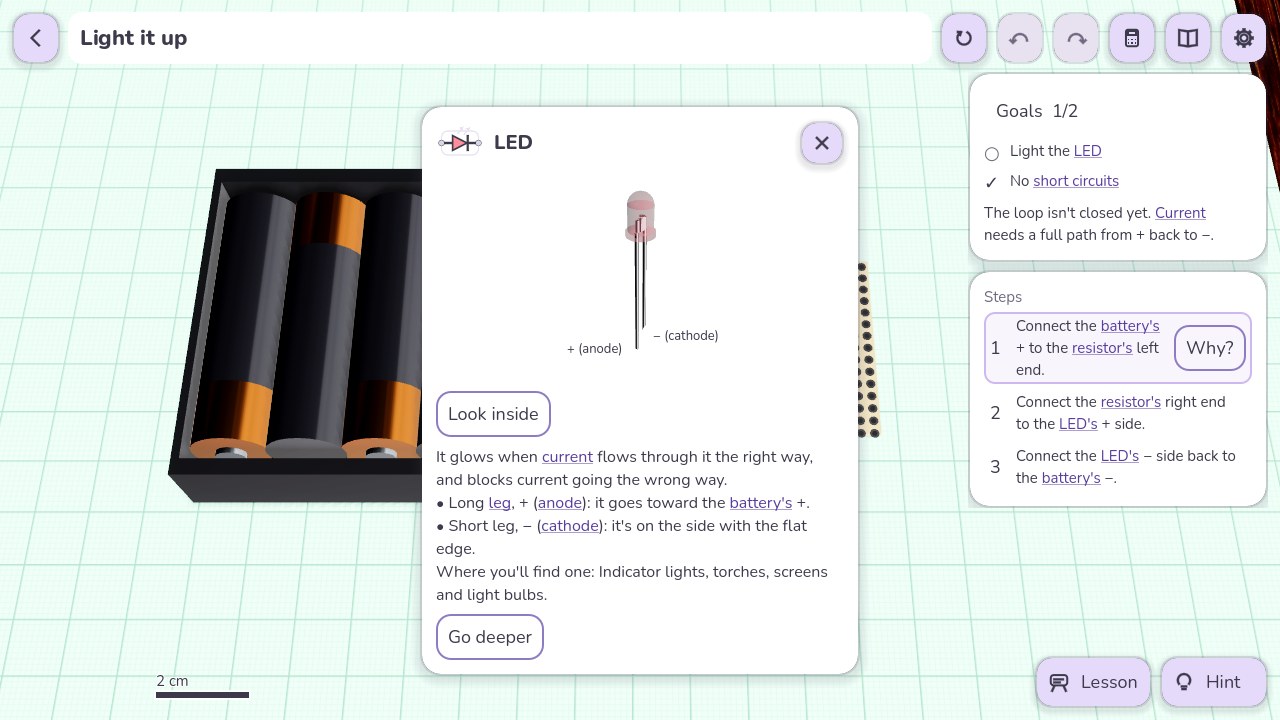 Light it up
Goals 1/2
Light the LED
✓ No short circuits
The loop isn't closed yet. Current
needs a full path from + back to −.
Steps
1 Connect the battery's
+ to the resistor's left
end.
Why?
2 Connect the resistor's right end
to the LED's + side.
3 Connect the LED's − side back to
the battery's −.
LED
+ (anode)
− (cathode)
Look inside
It glows when current flows through it the right way,
and blocks current going the wrong way.
• Long leg, + (anode): it goes toward the battery's +.
• Short leg, − (cathode): it's on the side with the flat
edge.
Where you'll find one: Indicator lights, torches, screens
and light bulbs.
Go deeper
2 cm
Lesson
Hint